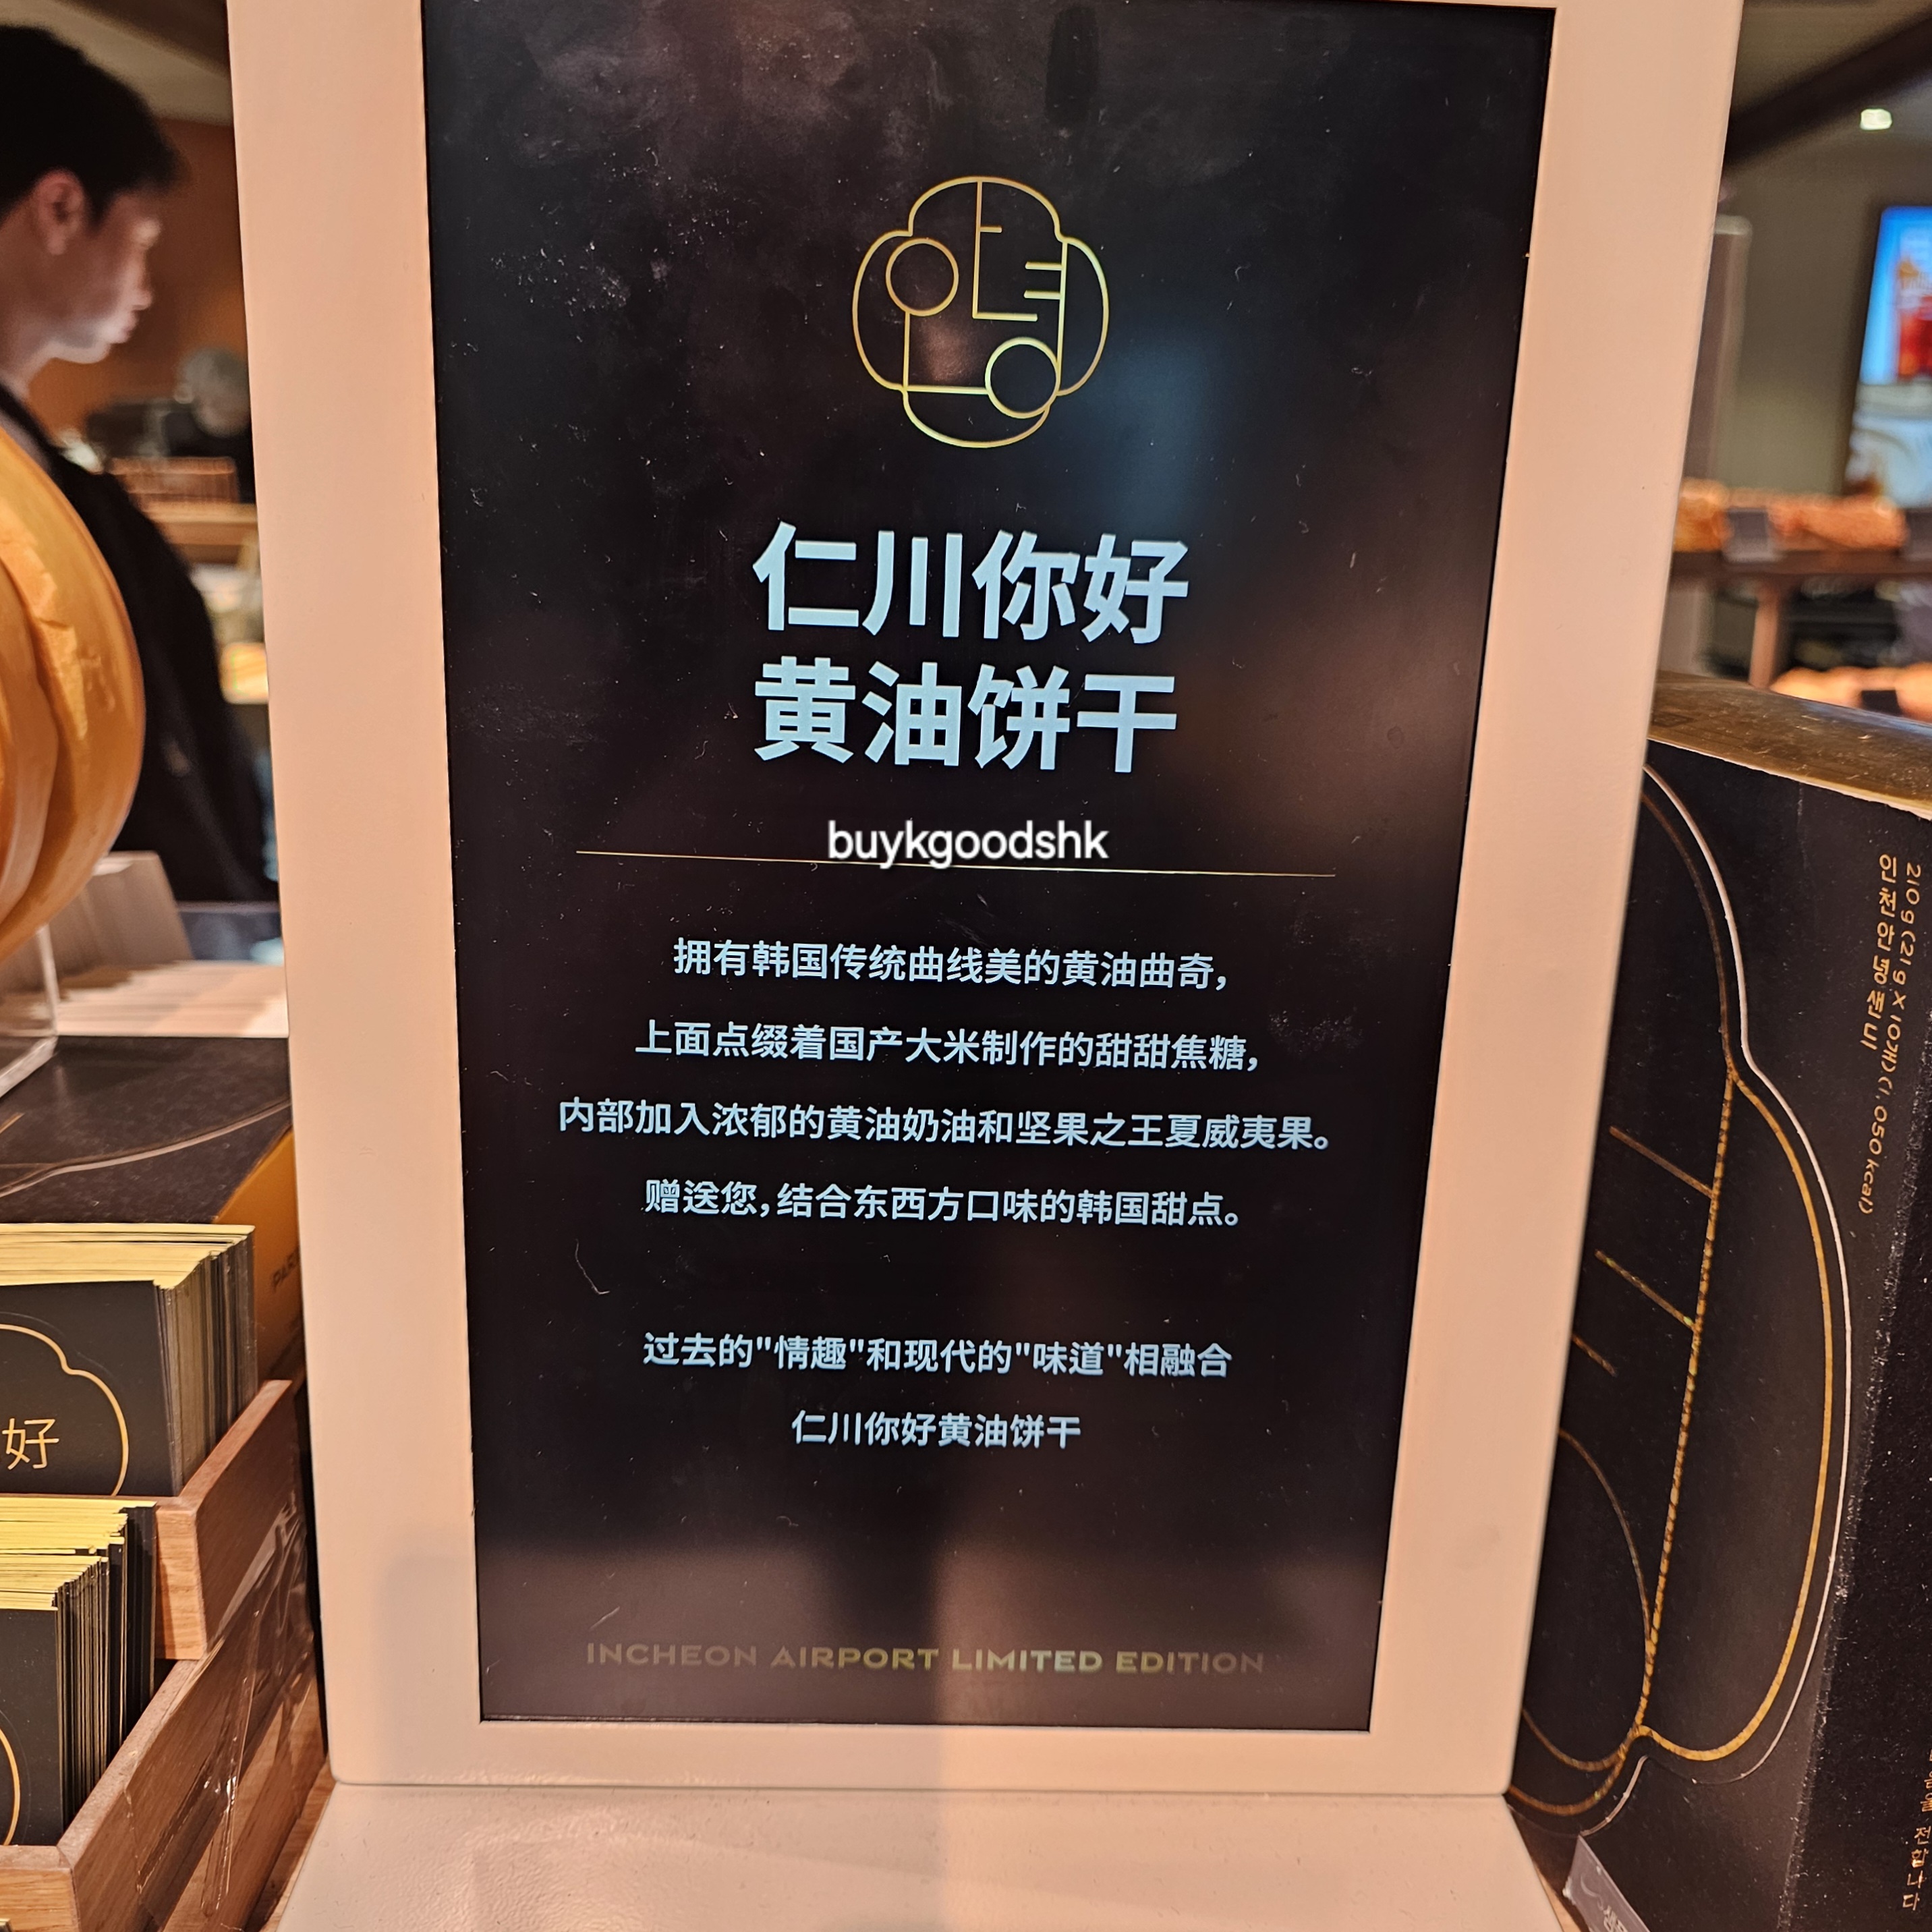 仁川你好
黄油饼干
buykgoodshk
拥有韩国传统曲线美的黄油曲奇，
上面点缀着国产大米制作的甜甜焦糖，
内部加入浓郁的黄油奶油和坚果之王夏威夷果。
赠送您，结合东西方口味的韩国甜点。
过去的"情趣"和现代的"味道"相融合
仁川你好黄油饼干
INCHEON AIRPORT LIMITED EDITION
好
210g(21g×10개)(1,050kcal)
인천안녕샌드
전합니다